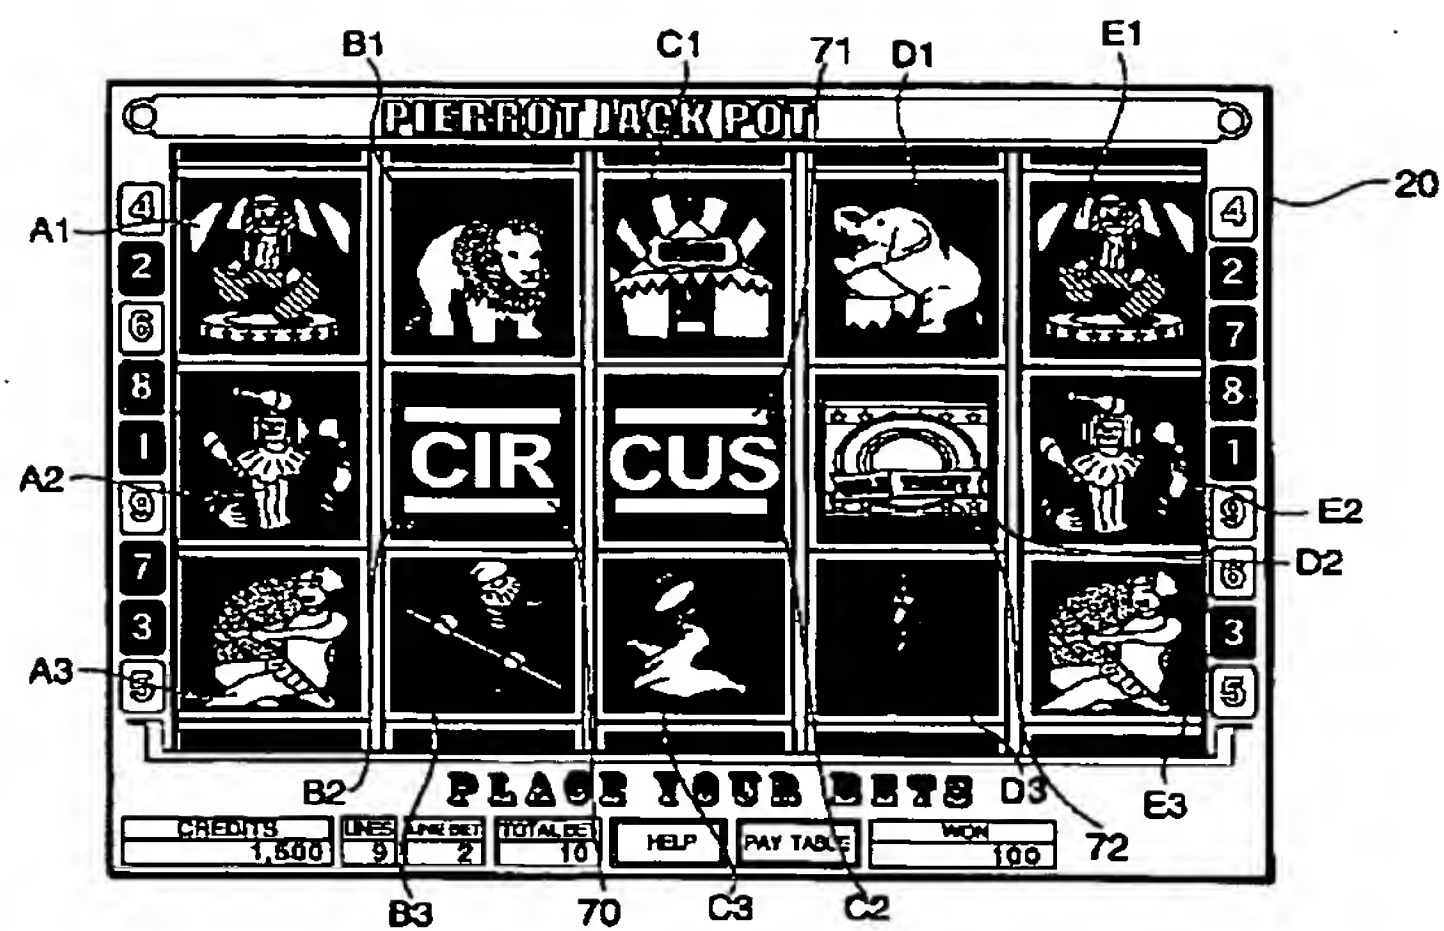 B1 C1 71 D1 E1
PIERROT JACK POT
20
4 4
A1
2 2
6 7
8 8
CIR CUS
1 1
A2
9 9
E2
D2
7 6
3 3
A3
5 5
B2 PLACE YOUR BETS D3 E3
CREDITS LINES LINE BET TOTAL BET HELP PAY TABLE WON
1,500 9 2 10 100
72
B3 70 C3 C2